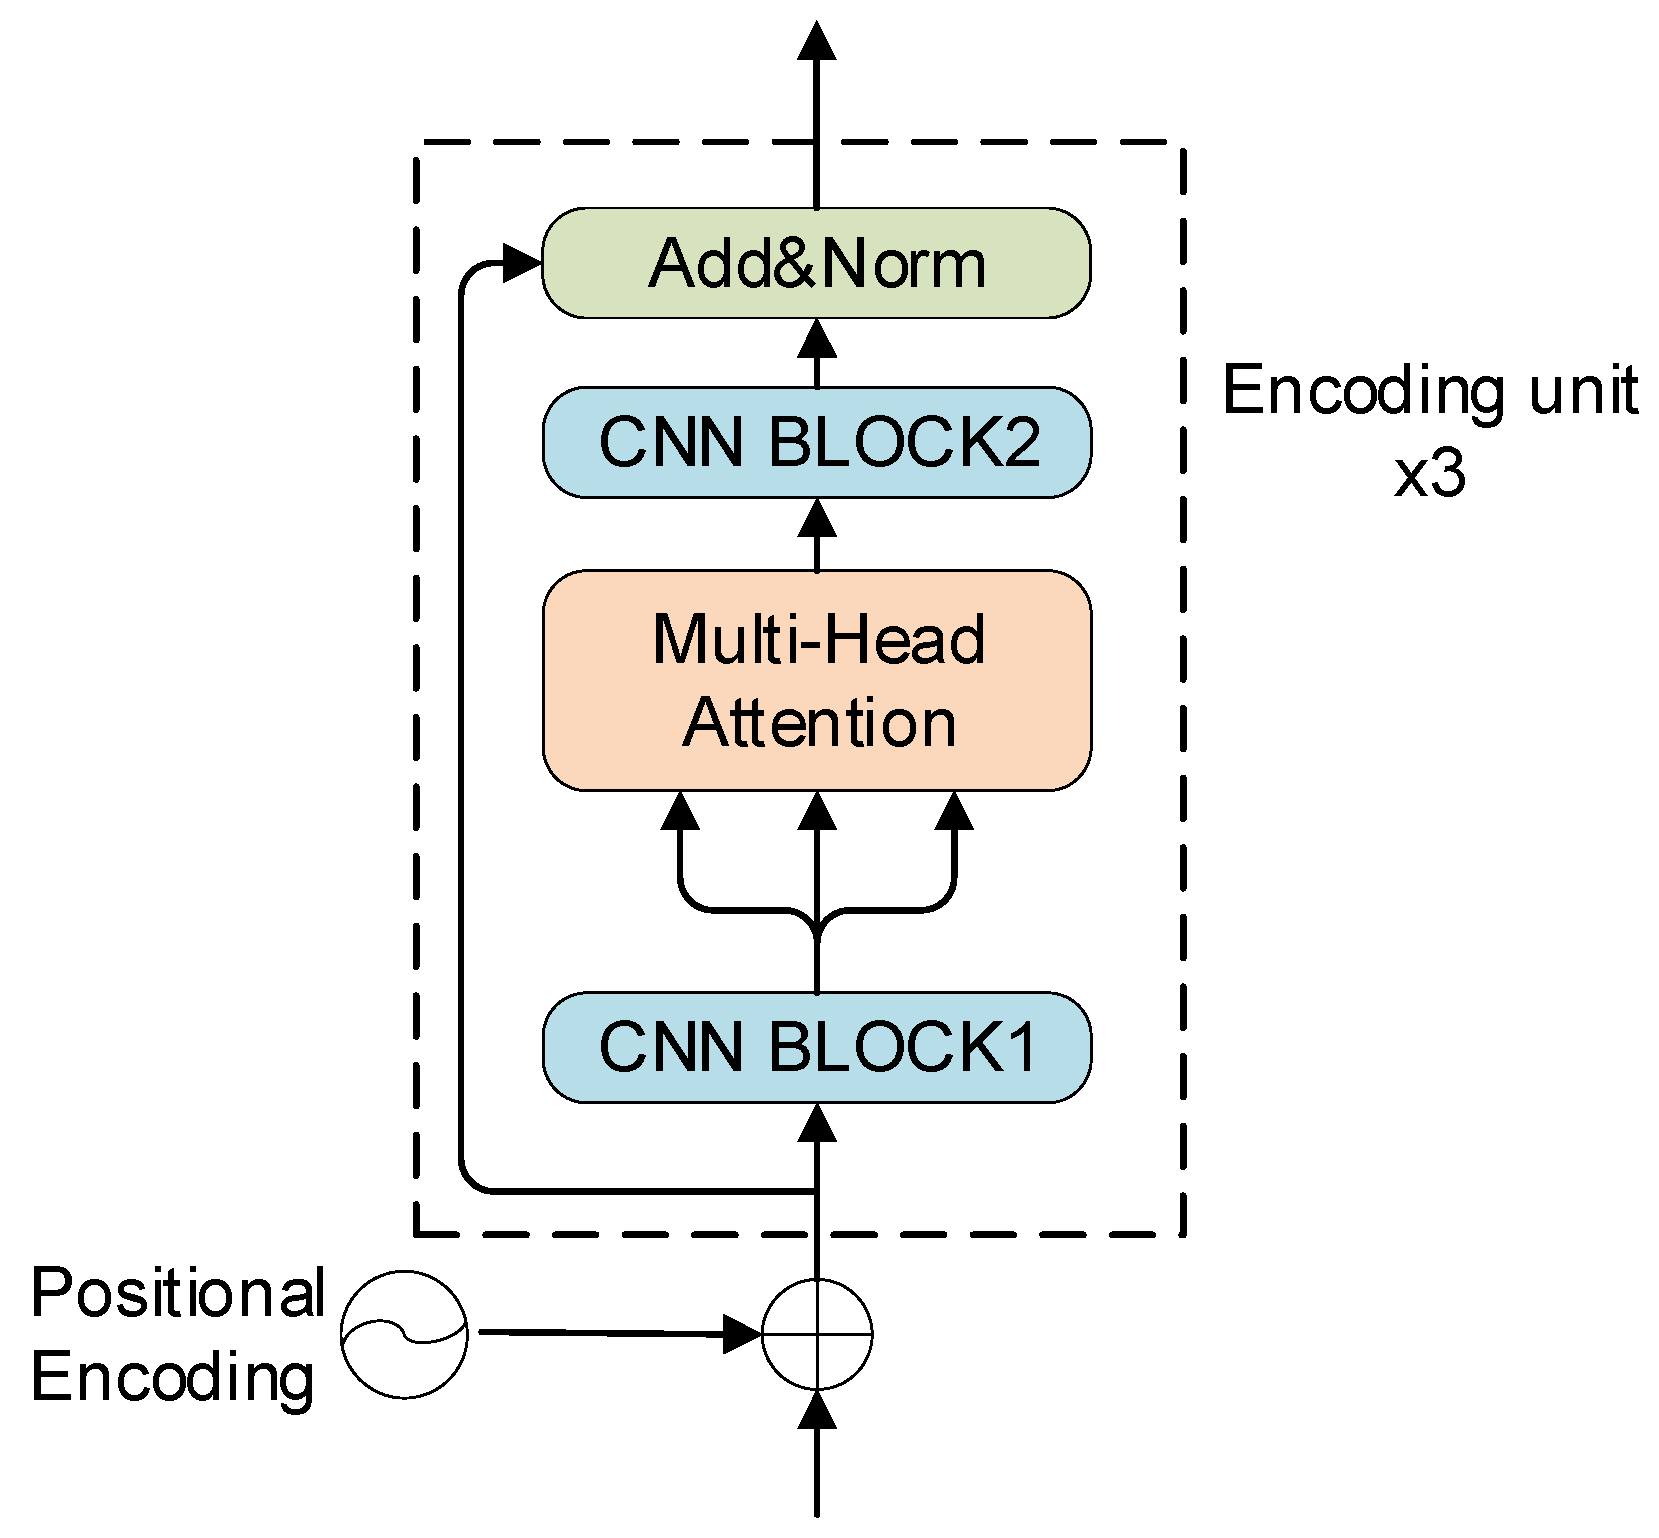 Add&Norm
CNN BLOCK2
Encoding unit
x3
Multi-Head
Attention
CNN BLOCK1
Positional
Encoding